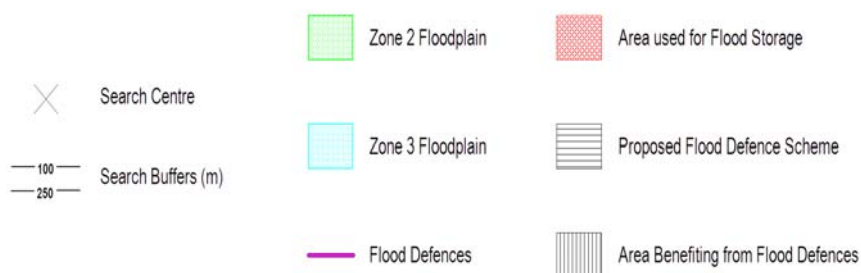 Search Centre
100
250
Search Buffers (m)
Zone 2 Floodplain
Zone 3 Floodplain
Flood Defences
Area used for Flood Storage
Proposed Flood Defence Scheme
Area Benefiting from Flood Defences